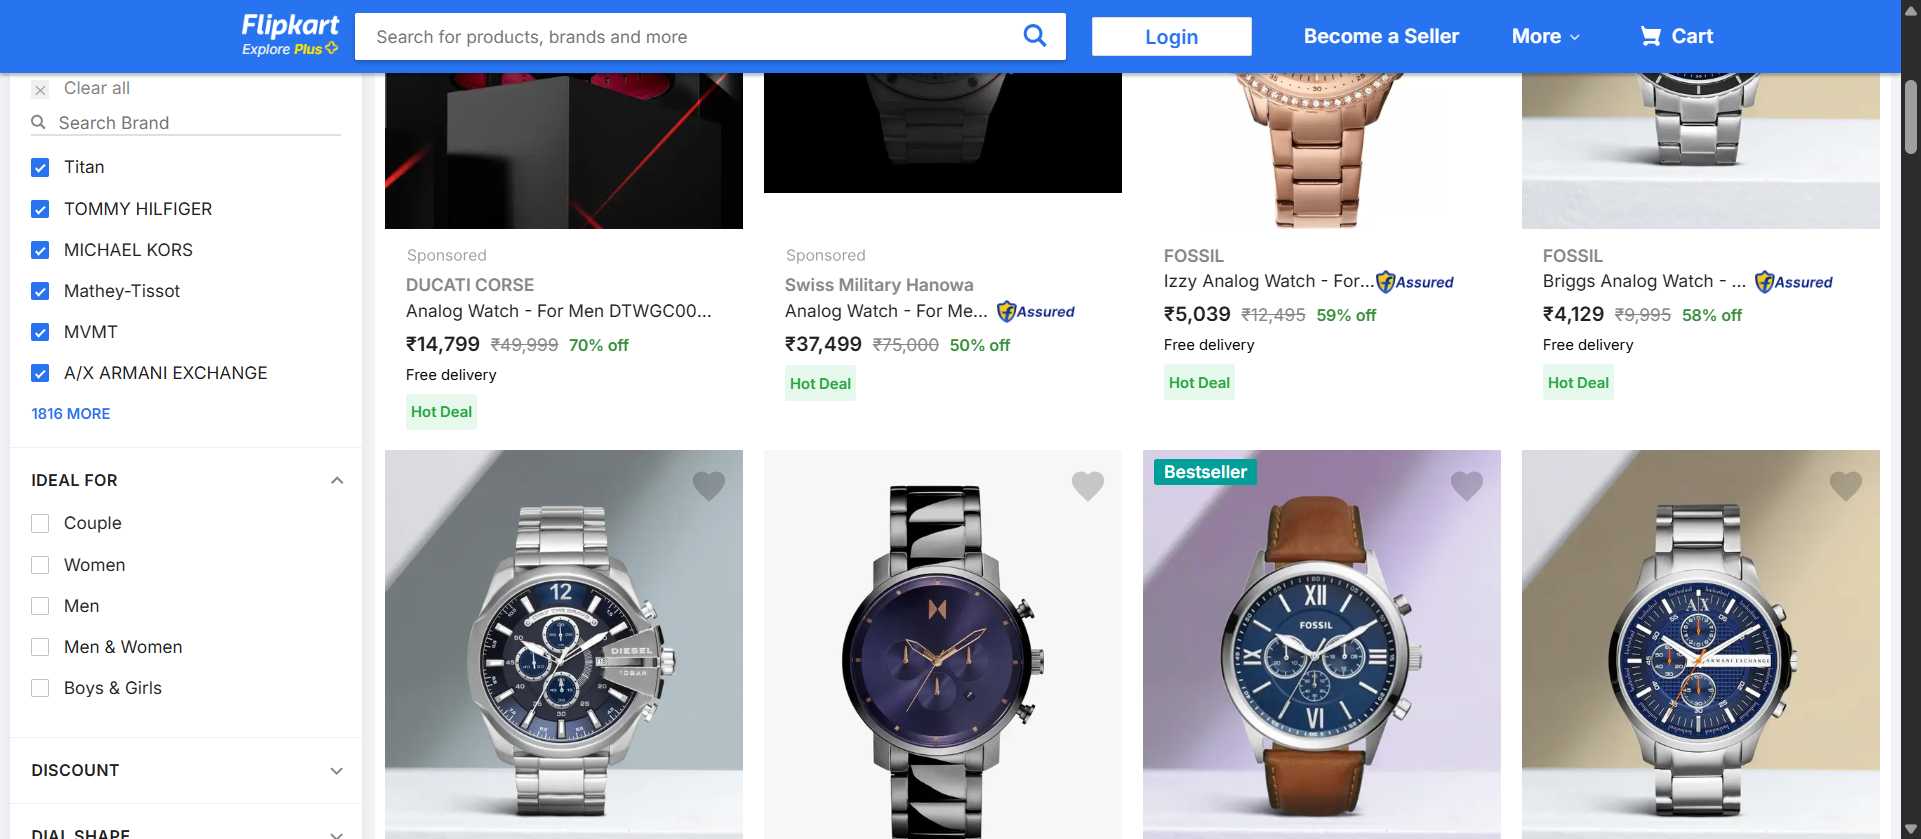 Flipkart
Explore Plus
Search for products, brands and more
Login
Become a Seller
More
Cart
Clear all
Search Brand
Titan
TOMMY HILFIGER
MICHAEL KORS
Mathey-Tissot
MVMT
A/X ARMANI EXCHANGE
1816 MORE
IDEAL FOR
Couple
Women
Men
Men & Women
Boys & Girls
DISCOUNT
DIAL SHAPE
Sponsored
DUCATI CORSE
Analog Watch - For Men DTWGC00...
₹14,799 ₹49,999 70% off
Free delivery
Hot Deal
Sponsored
Swiss Military Hanowa
Analog Watch - For Me... Assured
₹37,499 ₹75,000 50% off
Hot Deal
FOSSIL
Izzy Analog Watch - For... Assured
₹5,039 ₹12,495 59% off
Free delivery
Hot Deal
FOSSIL
Briggs Analog Watch - ... Assured
₹4,129 ₹9,995 58% off
Free delivery
Hot Deal
12
DIESEL
10BAR
Bestseller
XII
FOSSIL
VI
AX
ARMANI EXCHANGE